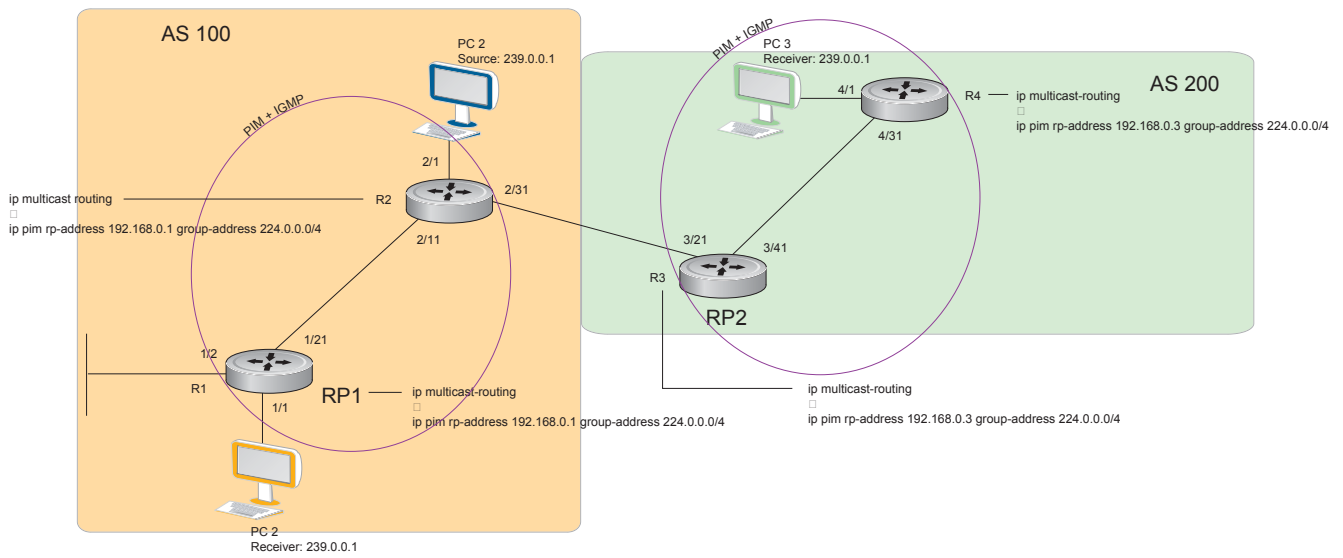 AS 100
PC 2
Source: 239.0.0.1
PIM + IGMP
2/1
R2
2/31
2/11
ip multicast routing
□
ip pim rp-address 192.168.0.1 group-address 224.0.0.0/4
1/2
1/21
R1
1/1
RP1
ip multicast-routing
□
ip pim rp-address 192.168.0.1 group-address 224.0.0.0/4
PC 2
Receiver: 239.0.0.1
AS 200
PIM + IGMP
PC 3
Receiver: 239.0.0.1
4/1
R4
4/31
ip multicast-routing
□
ip pim rp-address 192.168.0.3 group-address 224.0.0.0/4
3/21
3/41
R3
RP2
ip multicast-routing
□
ip pim rp-address 192.168.0.3 group-address 224.0.0.0/4